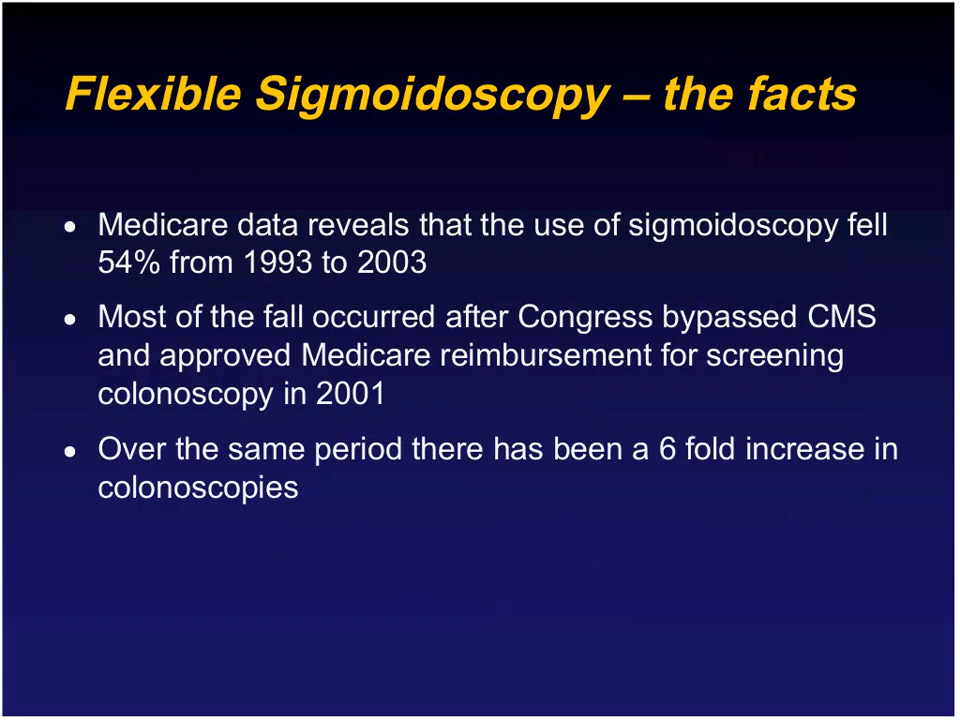 Flexible Sigmoidoscopy – the facts
• Medicare data reveals that the use of sigmoidoscopy fell
54% from 1993 to 2003
• Most of the fall occurred after Congress bypassed CMS
and approved Medicare reimbursement for screening
colonoscopy in 2001
• Over the same period there has been a 6 fold increase in
colonoscopies